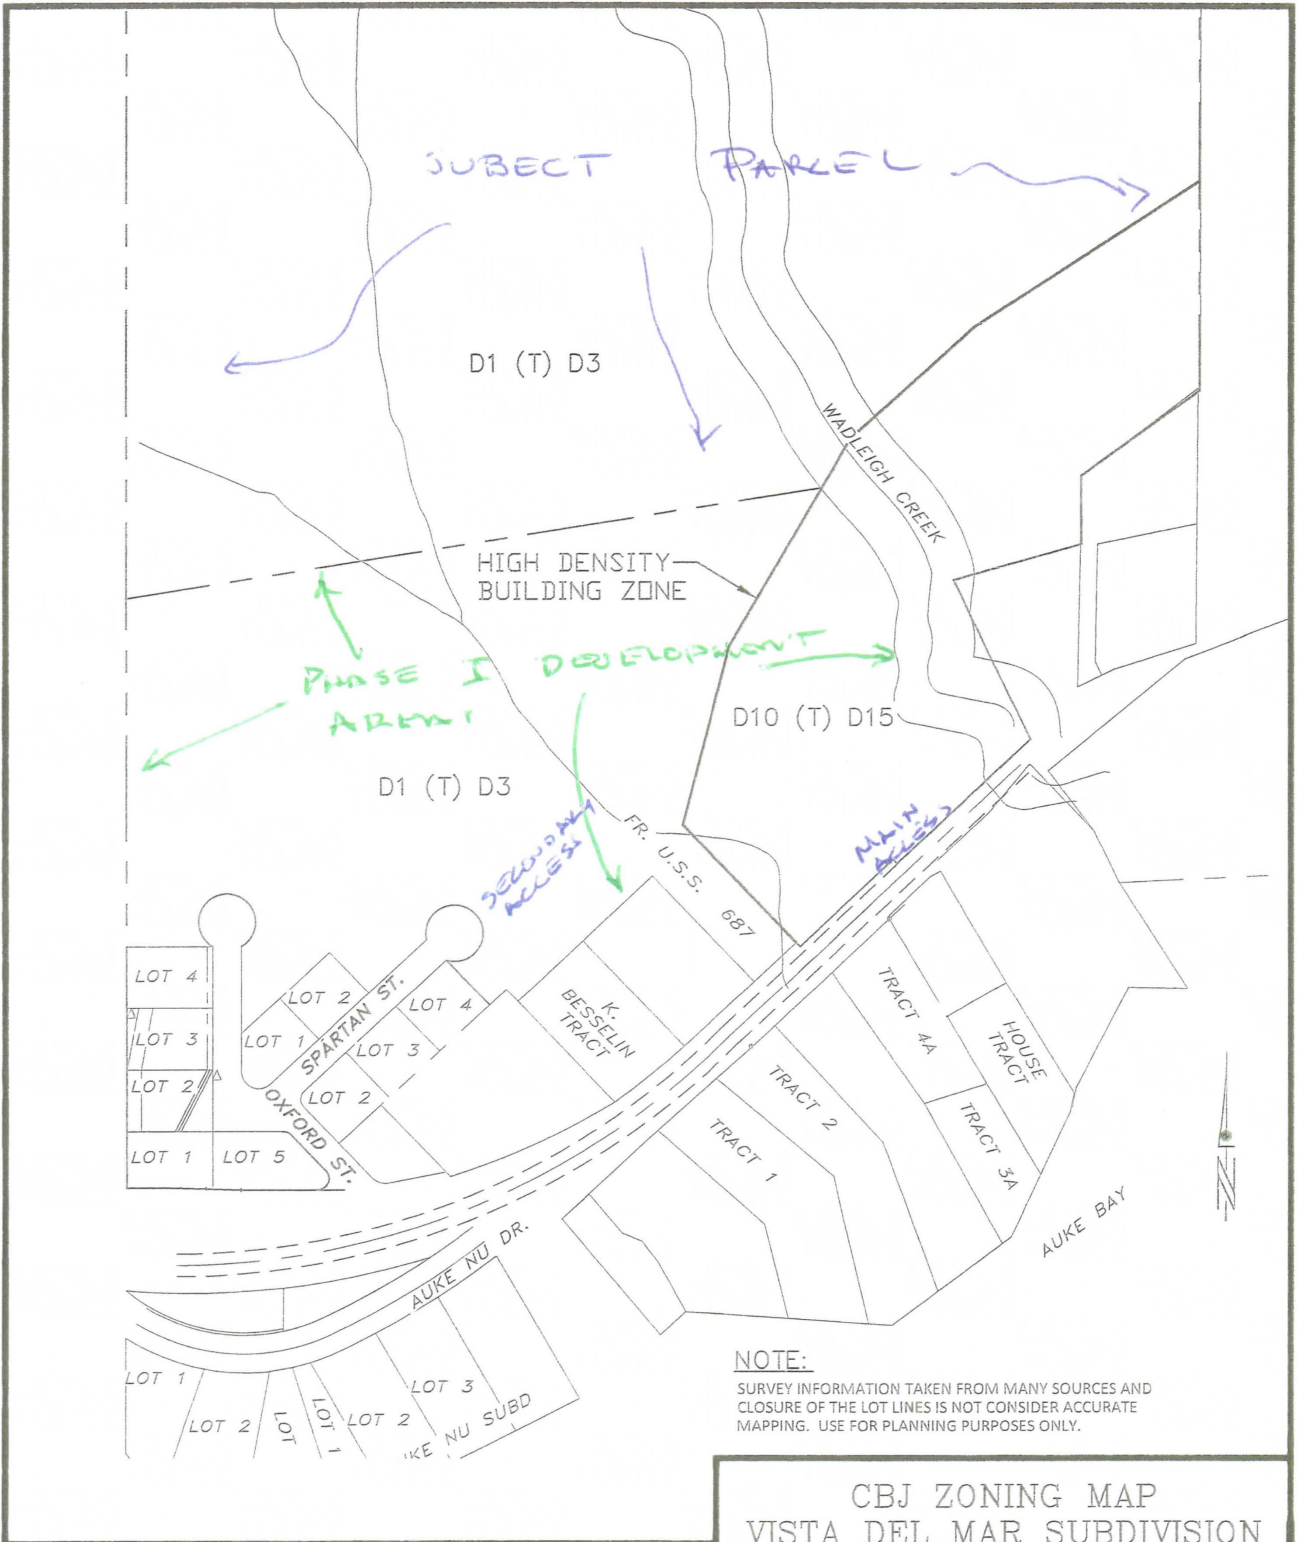 SUBECT PARCEL
D1 (T) D3
WADLEIGH CREEK
HIGH DENSITY
BUILDING ZONE
PHASE I DEVELOPMENT
D10 (T) D15
D1 (T) D3
SECONDARY
ACCESS
MAIN
ACCESS
FR. U.S.S. 687
LOT 4
LOT 3
LOT 2
LOT 1
LOT 5
LOT 2
LOT 1
SPARTAN ST.
LOT 4
LOT 3
LOT 2
OXFORD ST.
K.
BESSELIN
TRACT
TRACT 4A
HOUSE
TRACT
TRACT 2
TRACT 1
TRACT 3A
AUKE BAY
N
AUKE NU DR.
LOT 1
LOT 2
LOT
LOT 1
LOT 2
LOT 3
UKE NU SUBD
NOTE:
SURVEY INFORMATION TAKEN FROM MANY SOURCES AND
CLOSURE OF THE LOT LINES IS NOT CONSIDER ACCURATE
MAPPING. USE FOR PLANNING PURPOSES ONLY.
CBJ ZONING MAP
VISTA DEL MAR SUBDIVISION